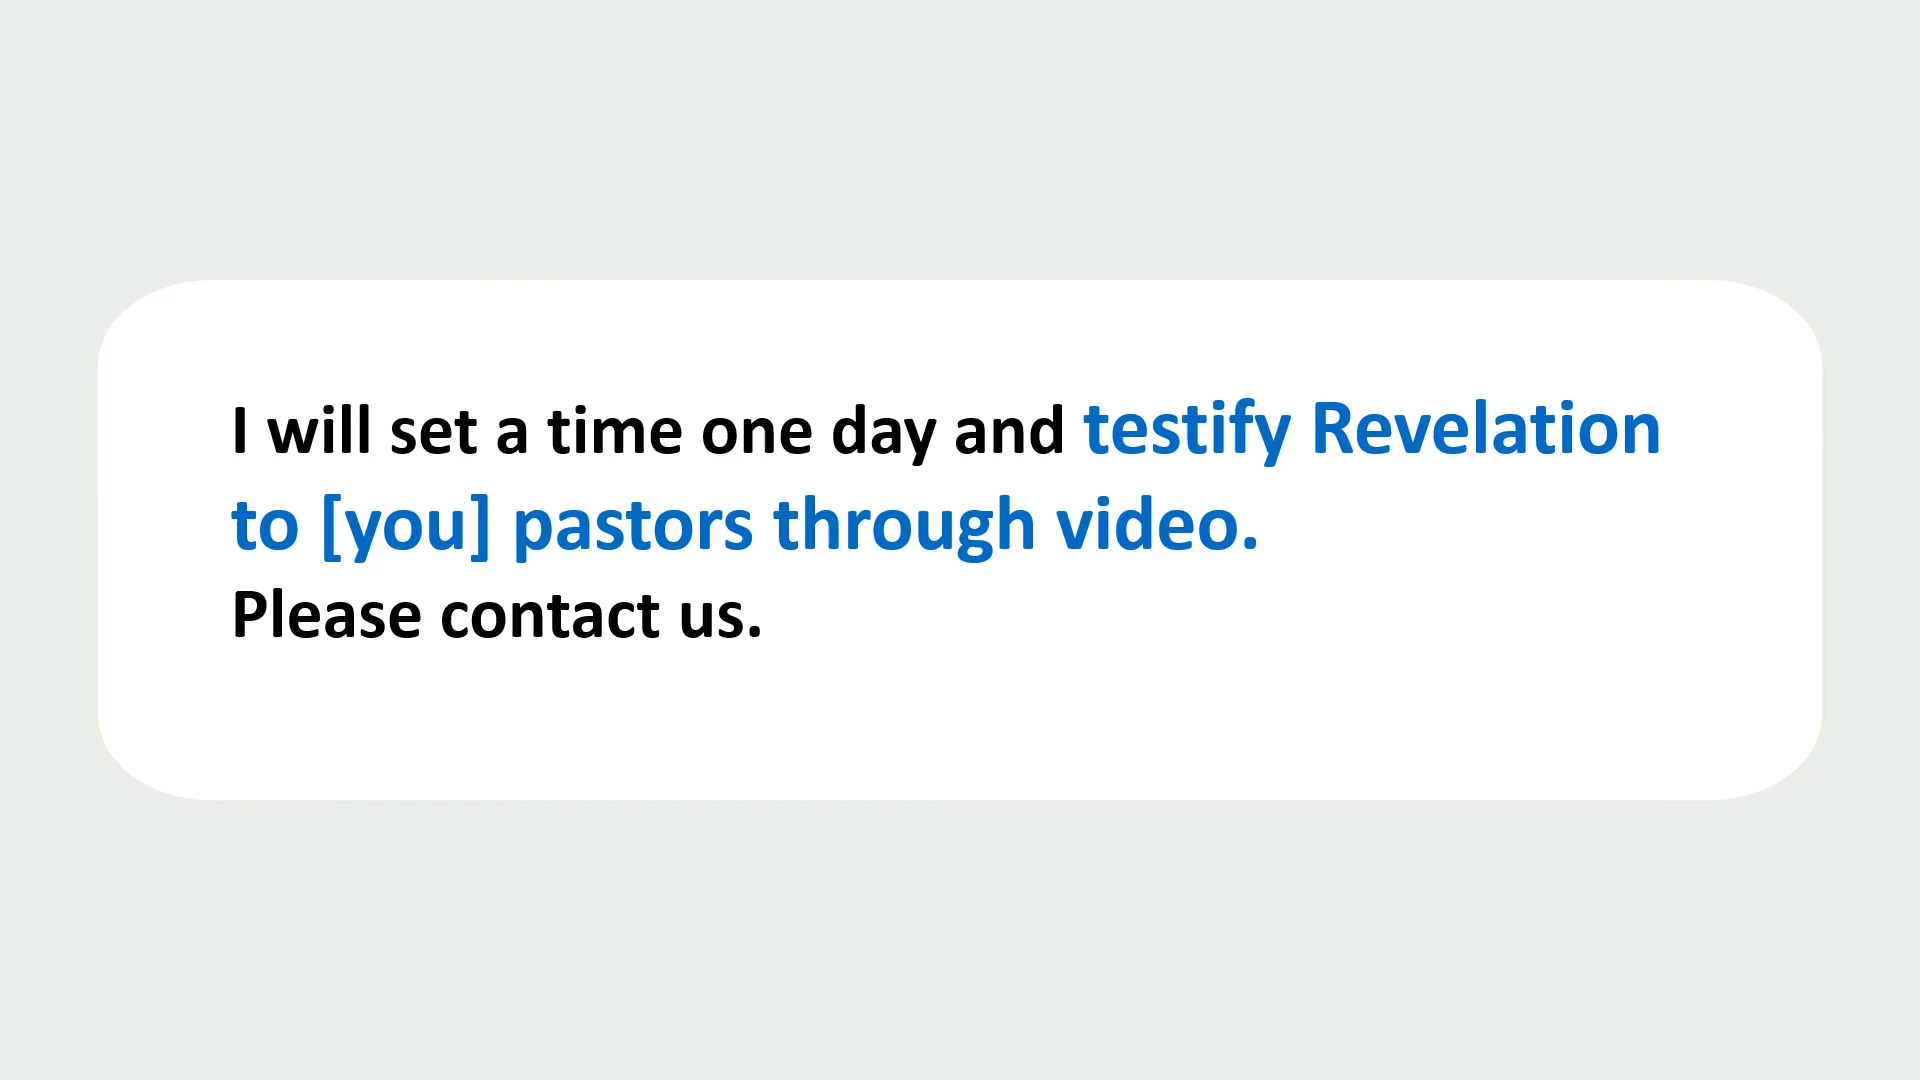 I will set a time one day and testify Revelation
to [you] pastors through video.
Please contact us.